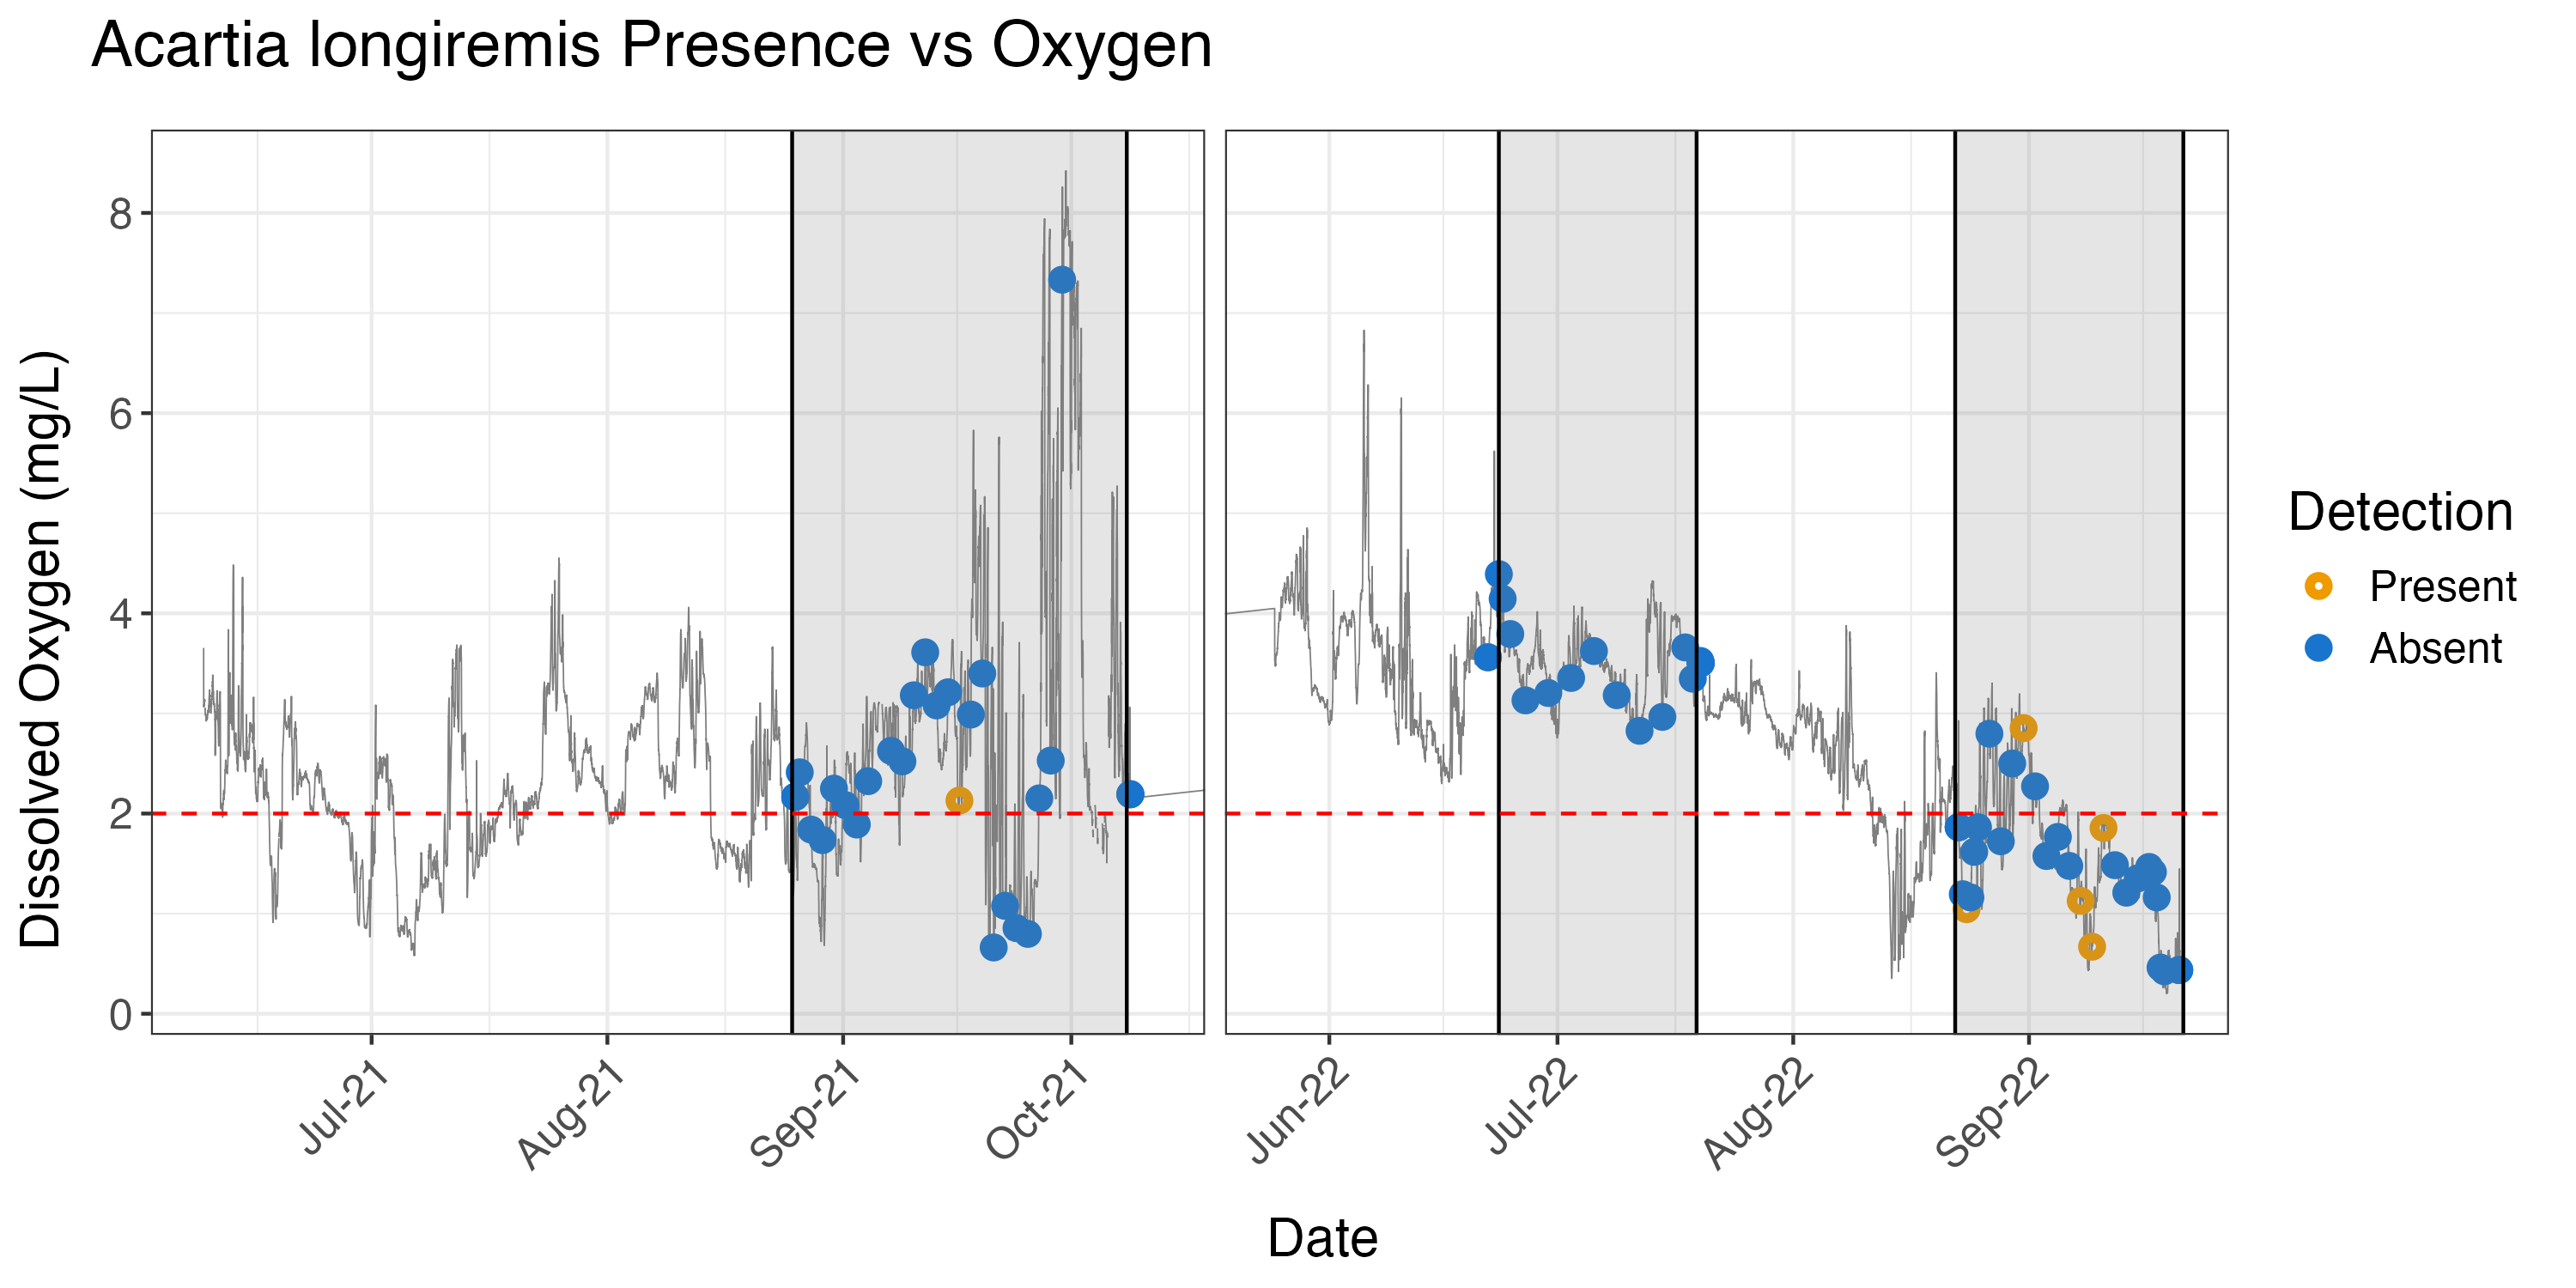 Acartia longiremis Presence vs Oxygen
Dissolved Oxygen (mg/L)
8
6
4
2
0
Jul-21
Aug-21
Sep-21
Oct-21
Jun-22
Jul-22
Aug-22
Sep-22
Date
Detection
Present
Absent